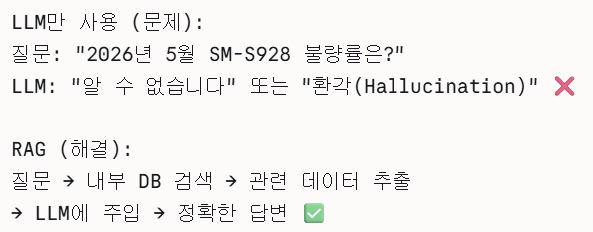 LLM만 사용 (문제):
질문: "2026년 5월 SM-S928 불량률은?"
LLM: "알 수 없습니다" 또는 "환각(Hallucination)" ❌
RAG (해결):
질문 → 내부 DB 검색 → 관련 데이터 추출
→ LLM에 주입 → 정확한 답변 ✅